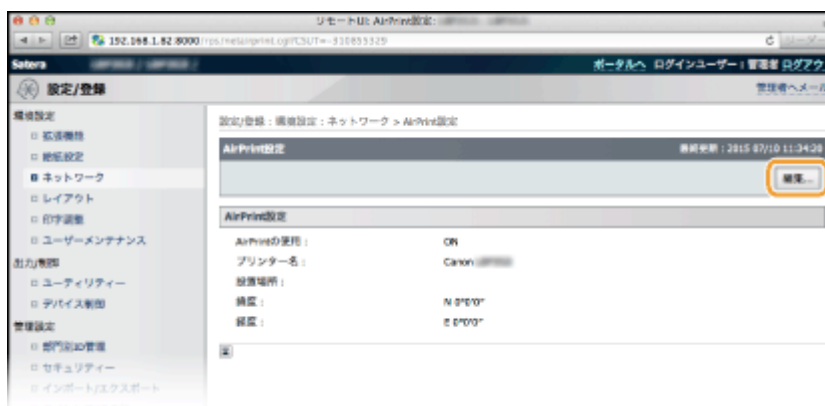 リモートUI: AirPrint設定:
192.168.1.82:8000/rps/nwairprint.cgi?CSUT=-310853329
リーダー
Satera
ポータルへ ログインユーザー: 管理者 ログアウ
設定/登録
管理者へメール
環境設定
拡張機能
給紙設定
ネットワーク
レイアウト
印字調整
ユーザーメンテナンス
出力/制御
ユーティリティー
デバイス制御
管理設定
部門別ID管理
セキュリティー
インポート/エクスポート
設定/登録 : 環境設定 : ネットワーク > AirPrint設定
AirPrint設定
最終更新 : 2015 07/10 11:34:20
編集...
AirPrint設定
AirPrintの使用 : ON
プリンター名 : Canon
設置場所 :
緯度 : N 0°0'0"
経度 : E 0°0'0"